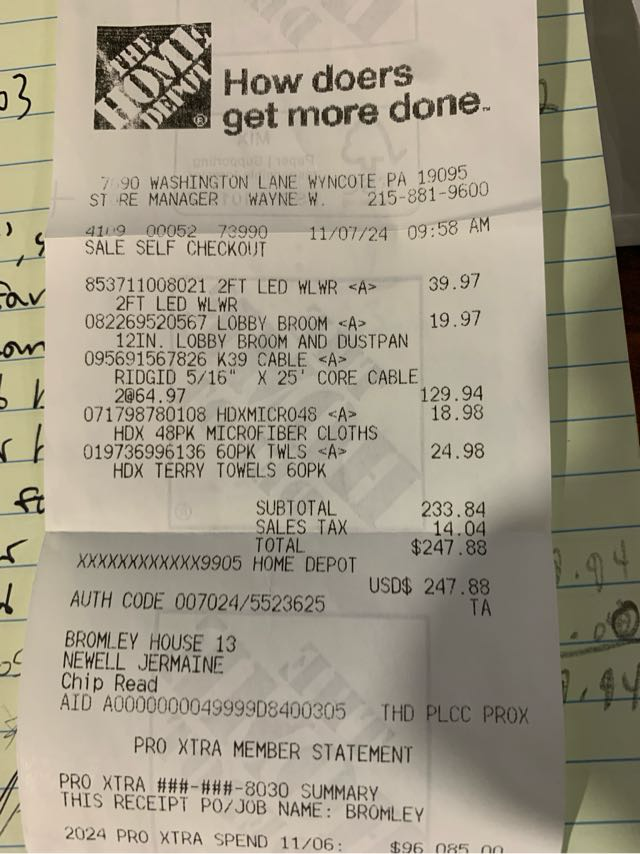 THE
HOME
DEPOT
®
How doers
get more done.™
90 WASHINGTON LANE WYNCOTE PA 19095
MANAGER WAYNE W. 215-881-9600
00052 73990 11/07/24 09:58 AM
SALE SELF CHECKOUT
853711008021 2FT LED WLWR <A> 39.97
2FT LED WLWR
082269520567 LOBBY BROOM <A> 19.97
12IN. LOBBY BROOM AND DUSTPAN
095691567826 K39 CABLE <A>
RIDGID 5/16" X 25' CORE CABLE
2@64.97 129.94
071798780108 HDXMICRO48 <A> 18.98
HDX 48PK MICROFIBER CLOTHS
019736996136 60PK TWLS <A> 24.98
HDX TERRY TOWELS 60PK
SUBTOTAL 233.84
SALES TAX 14.04
TOTAL $247.88
XXXXXXXXXXXX9905 HOME DEPOT
USD$ 247.88
AUTH CODE 007024/5523625 TA
BROMLEY HOUSE 13
NEWELL JERMAINE
Chip Read
AID A0000000049999D8400305 THD PLCC PROX
PRO XTRA MEMBER STATEMENT
PRO XTRA ###-###-8030 SUMMARY
THIS RECEIPT PO/JOB NAME: BROMLEY
2024 PRO XTRA SPEND 11/06: $96,085.00